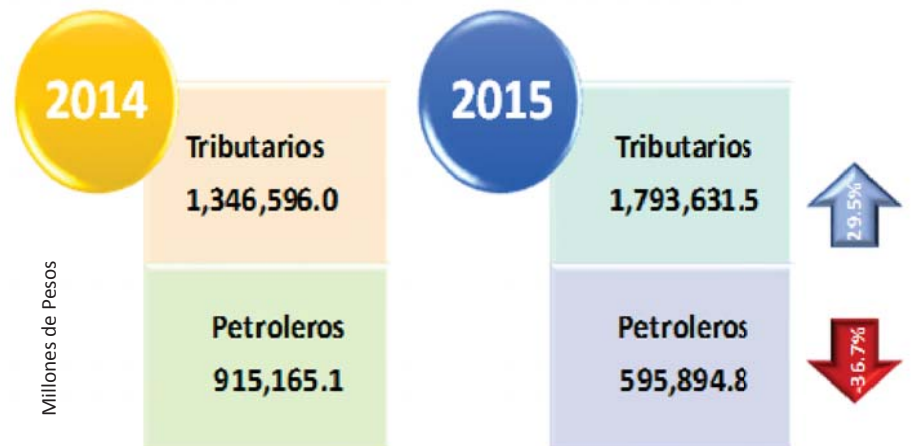 2014
Tributarios
1,346,596.0
Petroleros
915,165.1
Millones de Pesos
2015
Tributarios
1,793,631.5
29.5%
Petroleros
595,894.8
-36.7%